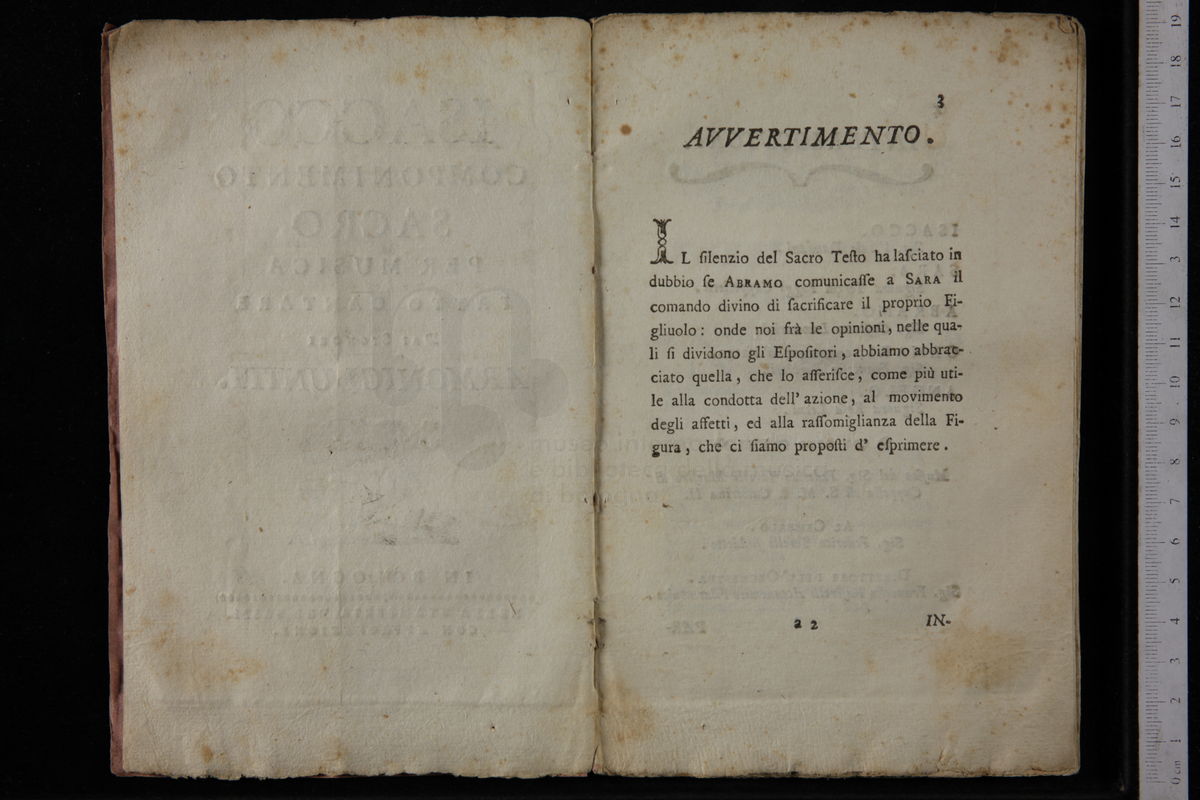 3
AVVERTIMENTO.
IL ſilenzio del Sacro Teſto ha laſciato in
dubbio ſe ABRAMO comunicaſſe a SARA il
comando divino di ſacrificare il proprio Fi-
gliuolo: onde noi frà le opinioni, nelle qua-
li ſi dividono gli Eſpoſitori, abbiamo abbrac-
ciato quella, che lo aſſeriſce, come più uti-
le alla condotta dell' azione, al movimento
degli affetti, ed alla raſſomiglianza della Fi-
gura, che ci ſiamo propoſti d' eſprimere.
a 2
IN-